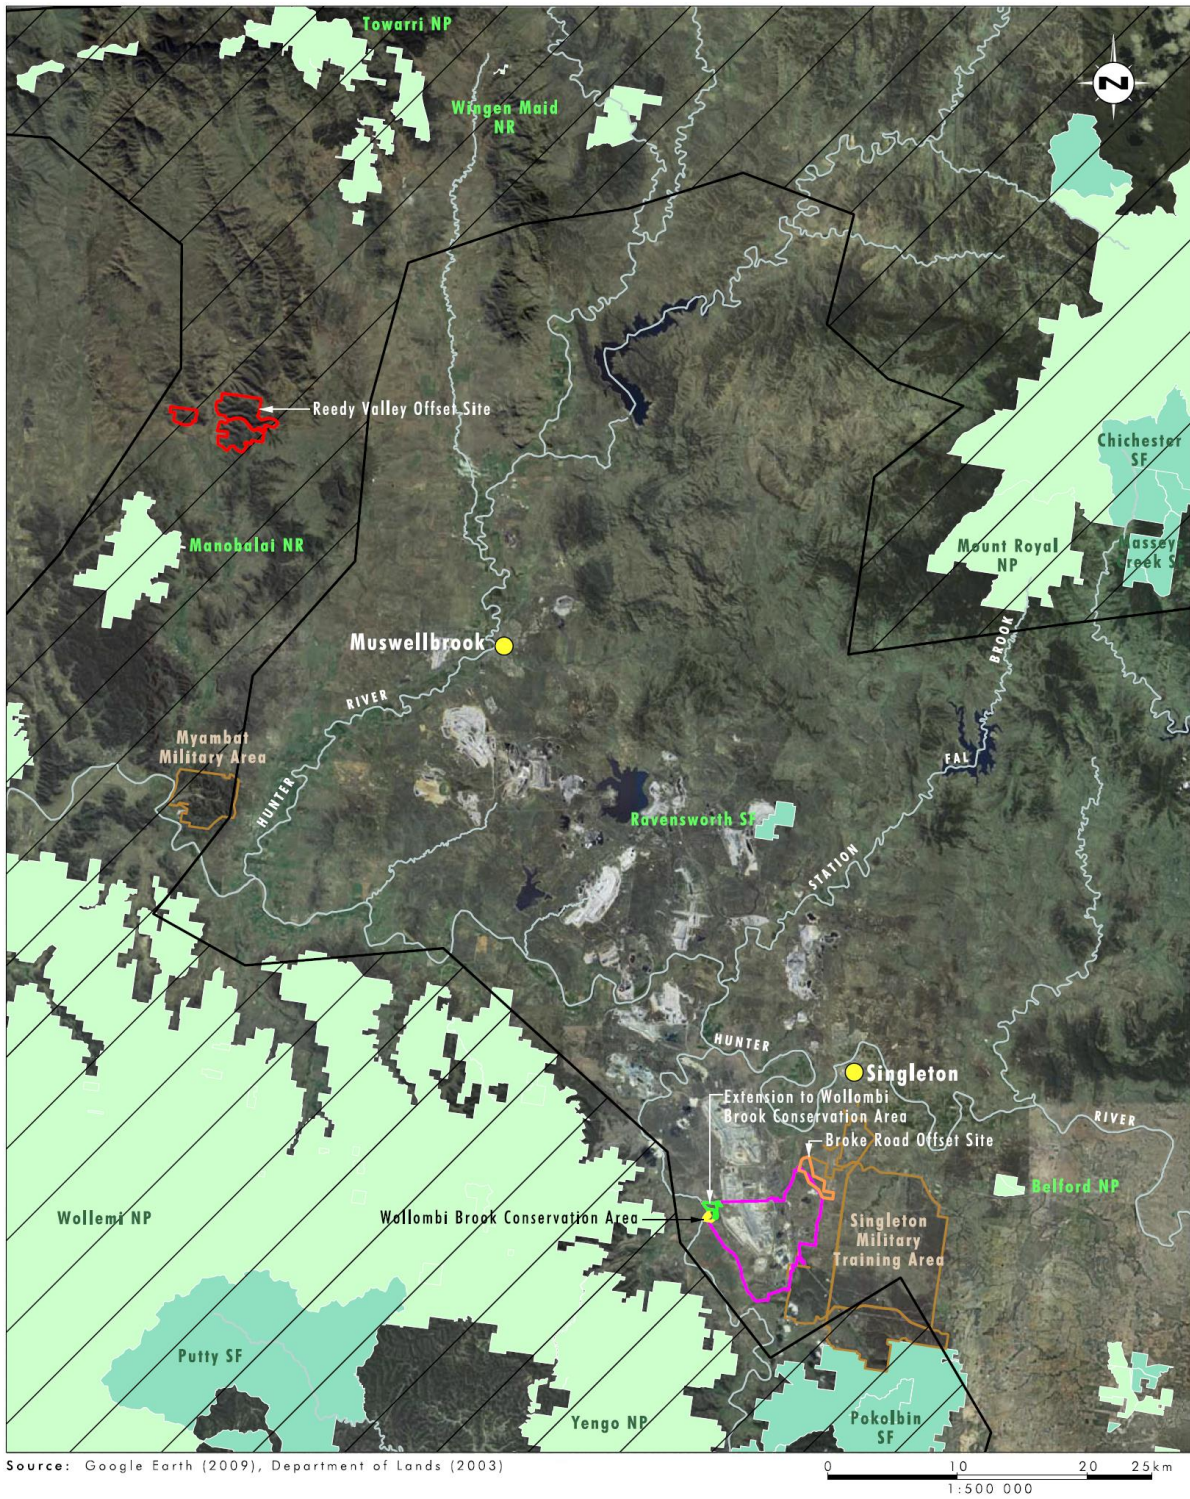 Towarri NP
Wingen Maid
NR
N
Reedy Valley Offset Site
Chichester
SF
Manobalai NR
Mount Royal
NP
Massey
Creek S
Muswellbrook
BROOK
RIVER
Myambat
Military Area
FAL
HUNTER
Ravensworth SF
STATION
HUNTER
Singleton
Extension to Wollombi
Brook Conservation Area
RIVER
Broke Road Offset Site
Belford NP
Wollemi NP
Wollombi Brook Conservation Area
Singleton
Military
Training Area
Putty SF
Yengo NP
Pokolbin
SF
Source: Google Earth (2009), Department of Lands (2003)
0 10 20 25km
1:500 000